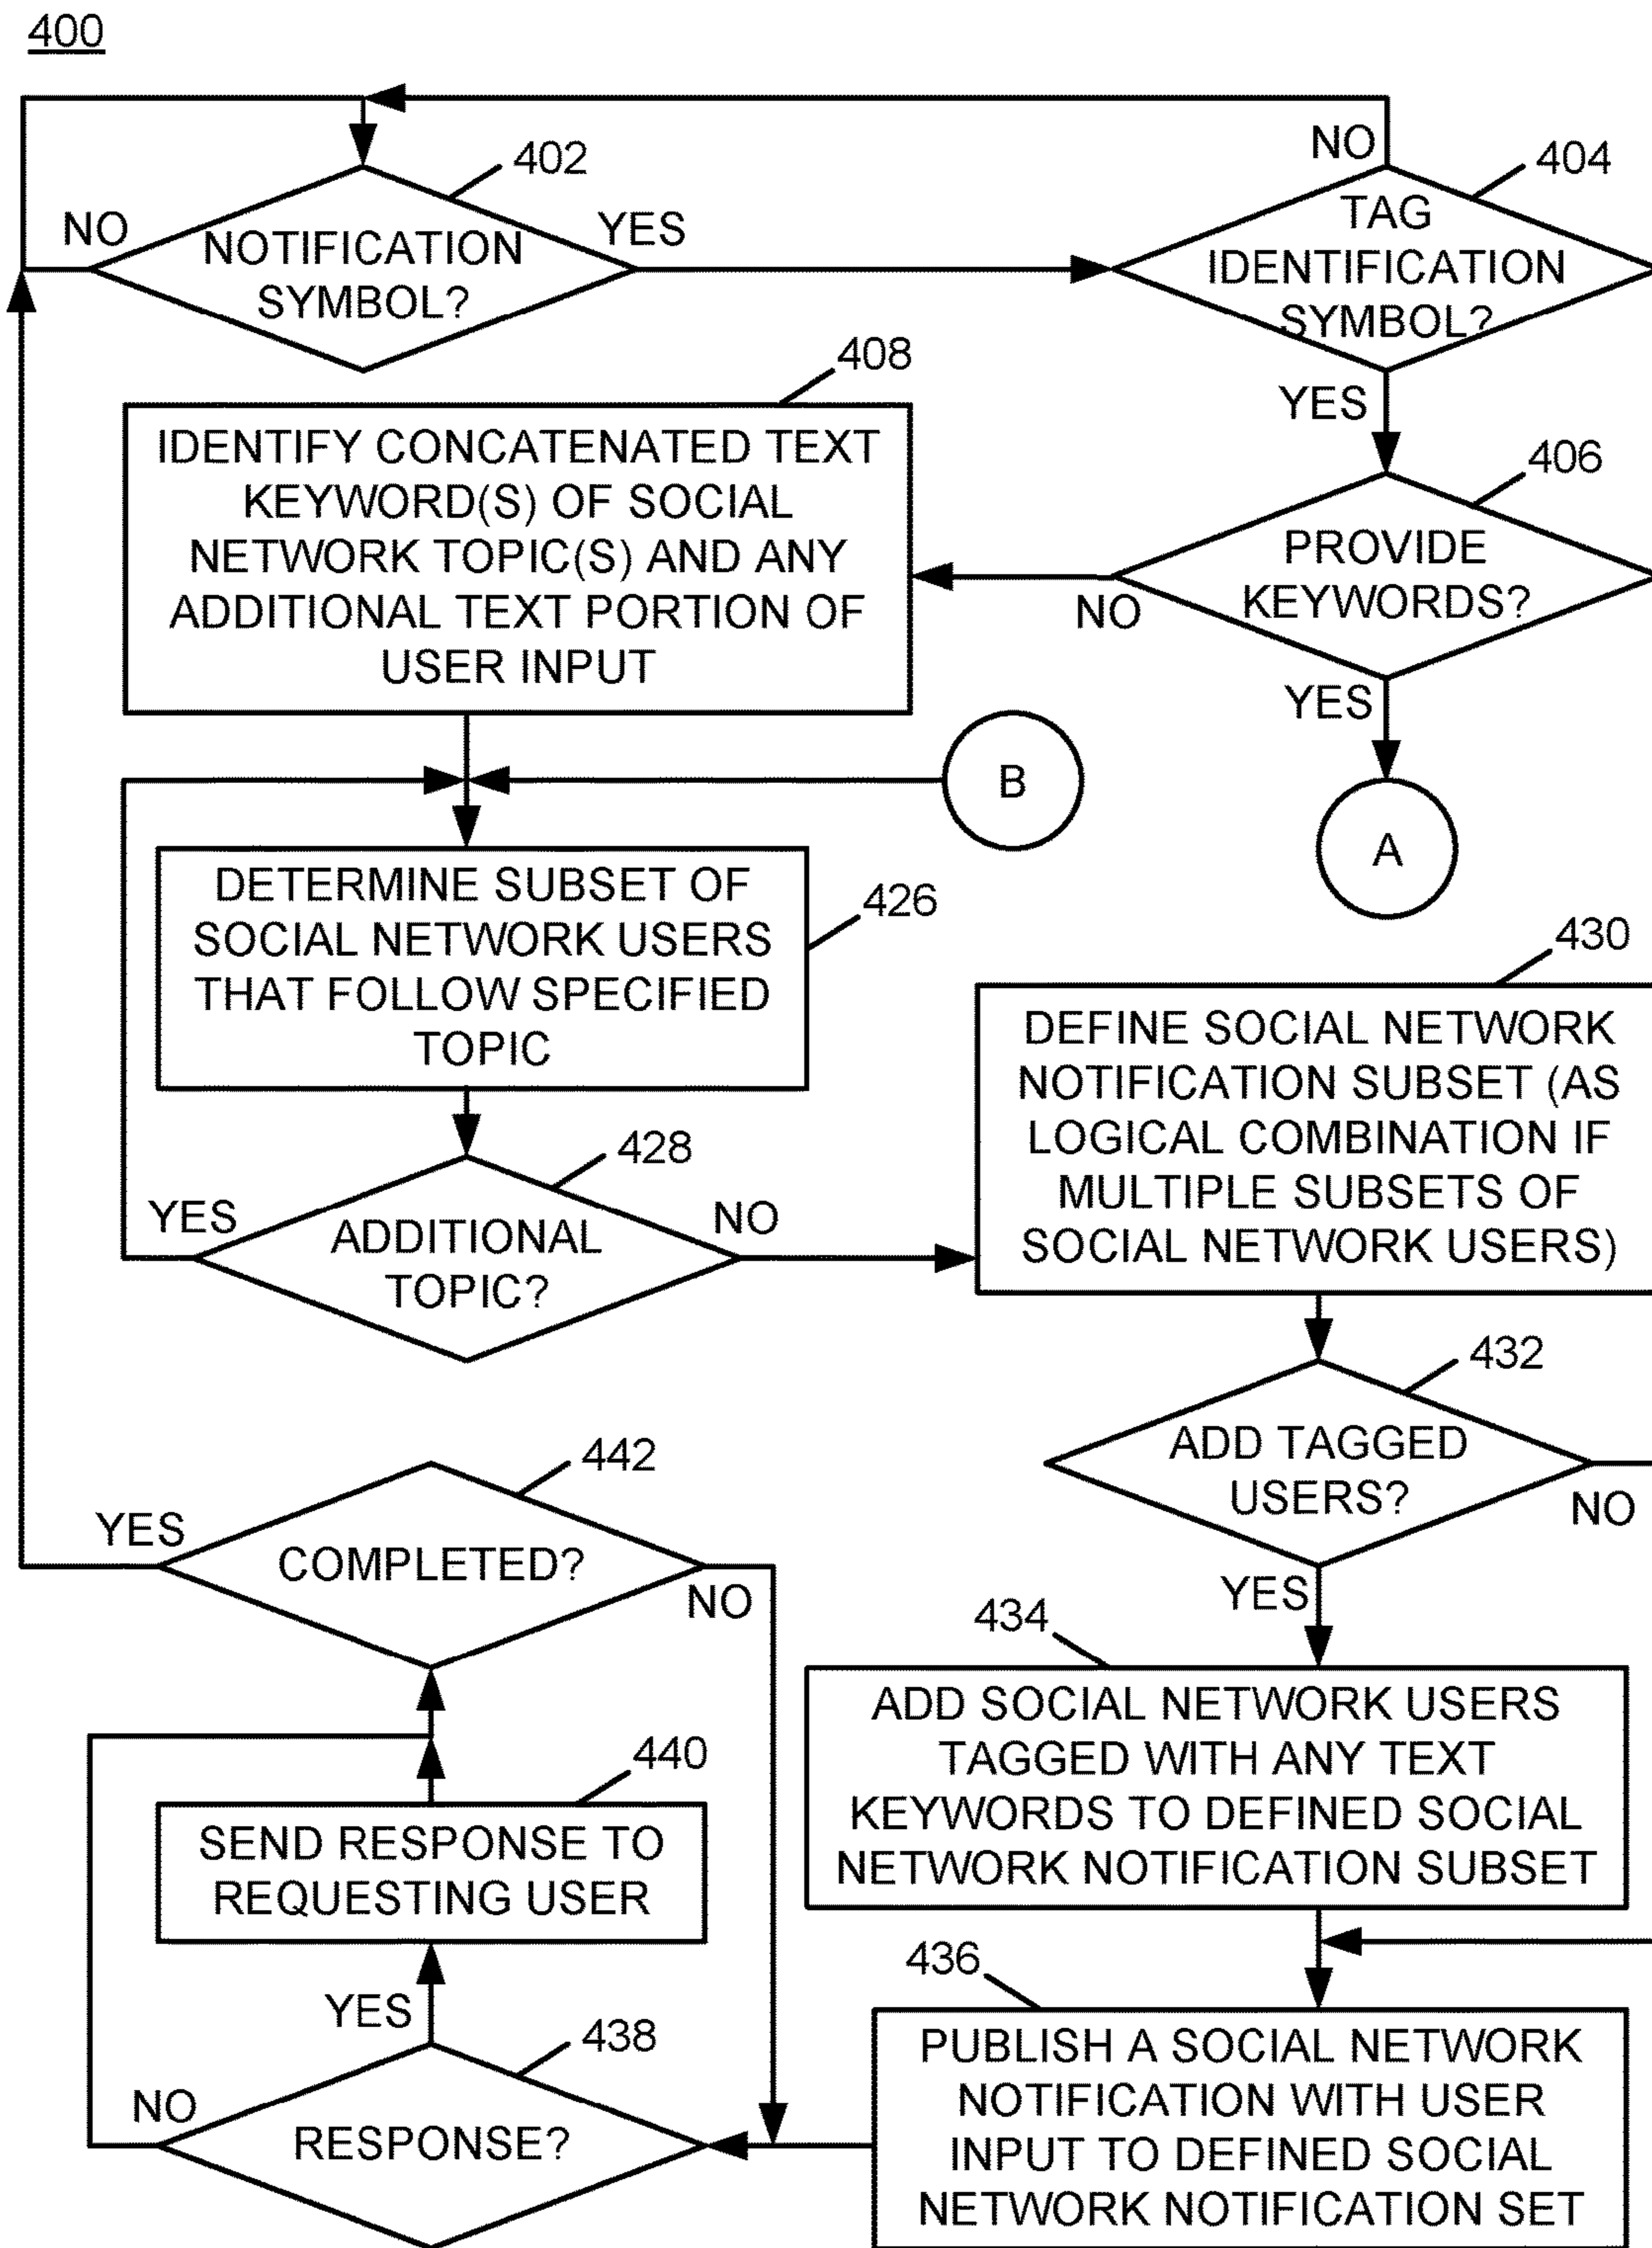 400
402
NO
NOTIFICATION
SYMBOL?
YES
NO
404
TAG
IDENTIFICATION
SYMBOL?
YES
406
PROVIDE
KEYWORDS?
NO
YES
408
IDENTIFY CONCATENATED TEXT
KEYWORD(S) OF SOCIAL
NETWORK TOPIC(S) AND ANY
ADDITIONAL TEXT PORTION OF
USER INPUT
B
A
426
DETERMINE SUBSET OF
SOCIAL NETWORK USERS
THAT FOLLOW SPECIFIED
TOPIC
428
YES
ADDITIONAL
TOPIC?
NO
430
DEFINE SOCIAL NETWORK
NOTIFICATION SUBSET (AS
LOGICAL COMBINATION IF
MULTIPLE SUBSETS OF
SOCIAL NETWORK USERS)
432
ADD TAGGED
USERS?
NO
YES
434
ADD SOCIAL NETWORK USERS
TAGGED WITH ANY TEXT
KEYWORDS TO DEFINED SOCIAL
NETWORK NOTIFICATION SUBSET
436
PUBLISH A SOCIAL NETWORK
NOTIFICATION WITH USER
INPUT TO DEFINED SOCIAL
NETWORK NOTIFICATION SET
442
YES
COMPLETED?
NO
440
SEND RESPONSE TO
REQUESTING USER
YES
438
NO
RESPONSE?